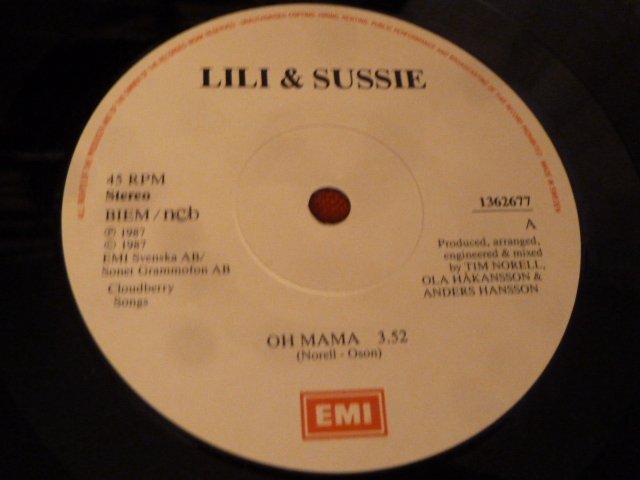 LILI & SUSSIE
45 RPM
Stereo
BIEM/ncb
℗ 1987
© 1987
EMI Svenska AB/
Sonet Grammofon AB
Cloudberry
Songs
1362677
A
Produced, arranged,
engineered & mixed
by TIM NORELL,
OLA HÅKANSSON &
ANDERS HANSSON
OH MAMA 3.52
(Norell - Oson)
EMI